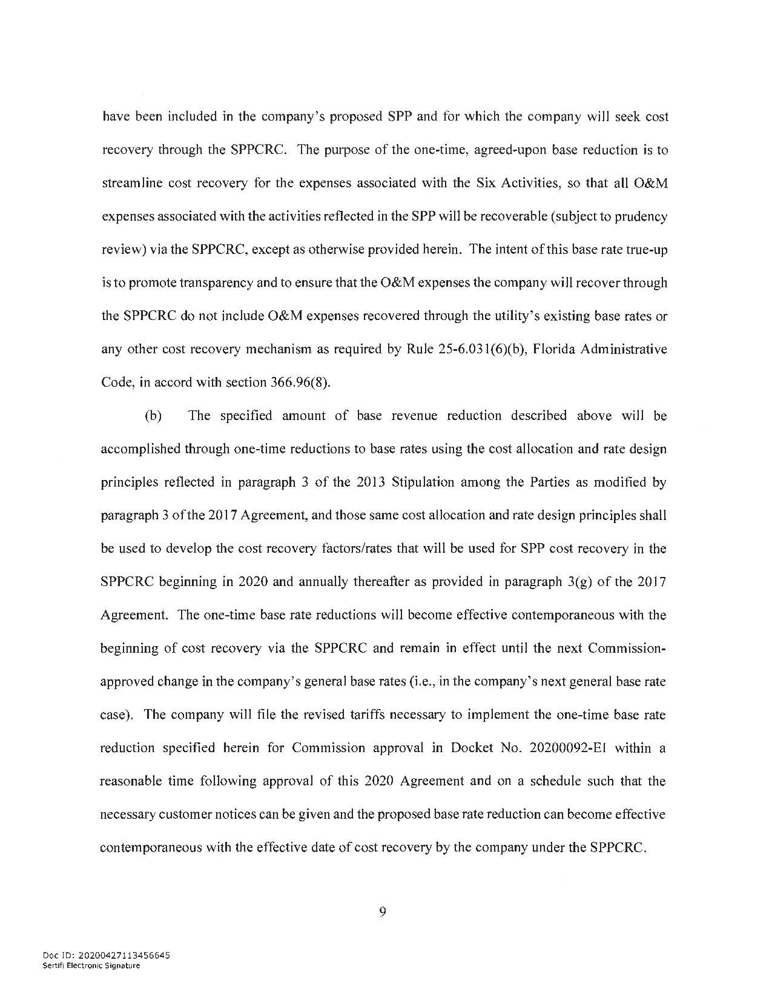 have been included in the company's proposed SPP and for which the company will seek cost
recovery through the SPPCRC. The purpose of the one-time, agreed-upon base reduction is to
streamline cost recovery for the expenses associated with the Six Activities, so that all O&M
expenses associated with the activities reflected in the SPP will be recoverable (subject to prudency
review) via the SPPCRC, except as otherwise provided herein. The intent of this base rate true-up
is to promote transparency and to ensure that the O&M expenses the company will recover through
the SPPCRC do not include O&M expenses recovered through the utility's existing base rates or
any other cost recovery mechanism as required by Rule 25-6.031(6)(b), Florida Administrative
Code, in accord with section 366.96(8).
(b) The specified amount of base revenue reduction described above will be
accomplished through one-time reductions to base rates using the cost allocation and rate design
principles reflected in paragraph 3 of the 2013 Stipulation among the Parties as modified by
paragraph 3 of the 2017 Agreement, and those same cost allocation and rate design principles shall
be used to develop the cost recovery factors/rates that will be used for SPP cost recovery in the
SPPCRC beginning in 2020 and annually thereafter as provided in paragraph 3(g) of the 2017
Agreement. The one-time base rate reductions will become effective contemporaneous with the
beginning of cost recovery via the SPPCRC and remain in effect until the next Commission-
approved change in the company's general base rates (i.e., in the company's next general base rate
case). The company will file the revised tariffs necessary to implement the one-time base rate
reduction specified herein for Commission approval in Docket No. 20200092-EI within a
reasonable time following approval of this 2020 Agreement and on a schedule such that the
necessary customer notices can be given and the proposed base rate reduction can become effective
contemporaneous with the effective date of cost recovery by the company under the SPPCRC.
9
Doc ID: 20200427113456645
Sertifi Electronic Signature